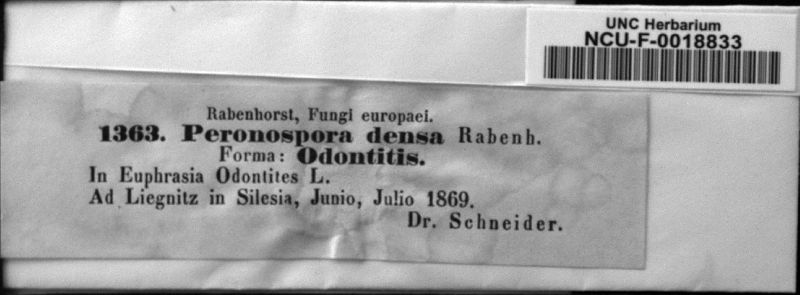 UNC Herbarium
NCU-F-0018833
Rabenhorst, Fungi europaei.
1363. Peronospora densa Rabenh.
Forma: Odontitis.
In Euphrasia Odontites L.
Ad Liegnitz in Silesia, Junio, Julio 1869.
Dr. Schneider.